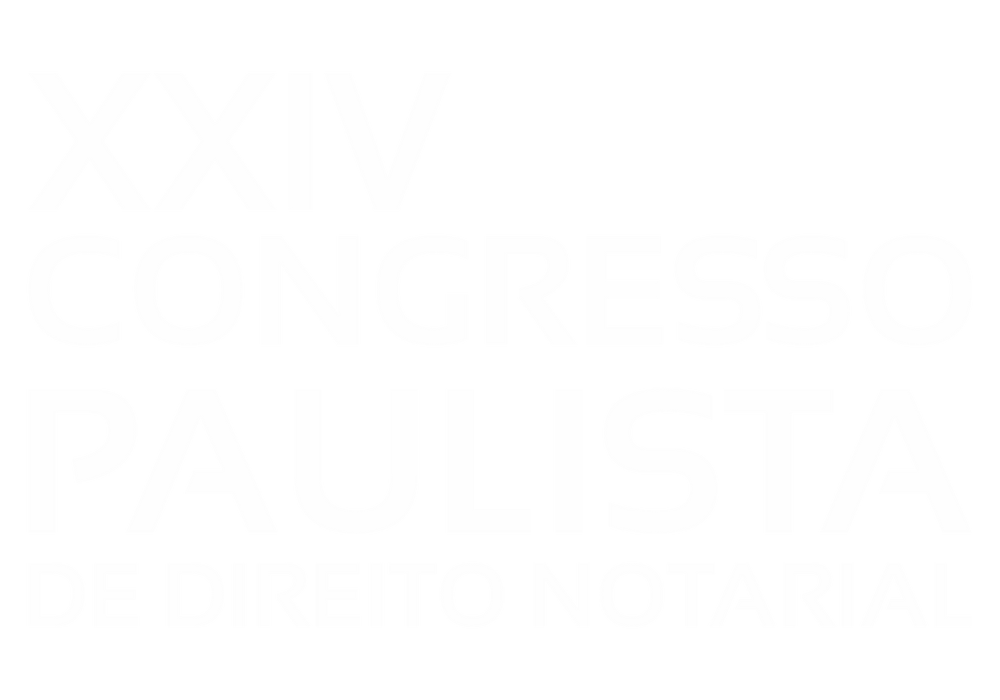 XXIV
CONGRESSO
PAULISTA
DE DIREITO NOTARIAL